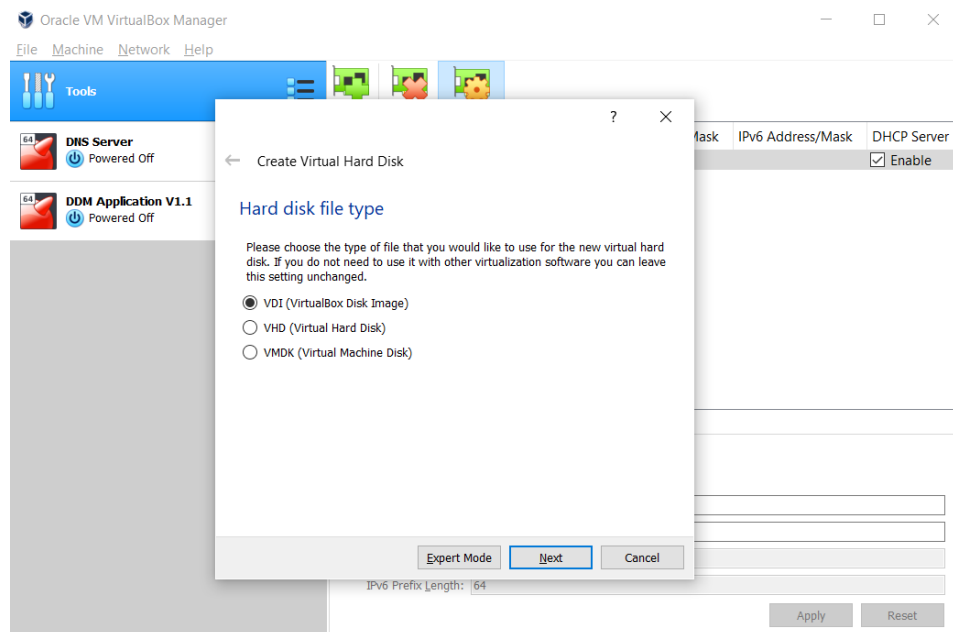 Oracle VM VirtualBox Manager
File Machine Network Help
Tools
64
DNS Server
Powered Off
64
DDM Application V1.1
Powered Off
IPv6 Address/Mask DHCP Server
Enable
?
Create Virtual Hard Disk
Hard disk file type
Please choose the type of file that you would like to use for the new virtual hard
disk. If you do not need to use it with other virtualization software you can leave
this setting unchanged.
VDI (VirtualBox Disk Image)
VHD (Virtual Hard Disk)
VMDK (Virtual Machine Disk)
Expert Mode Next Cancel
IPv6 Prefix Length: 64
Apply Reset